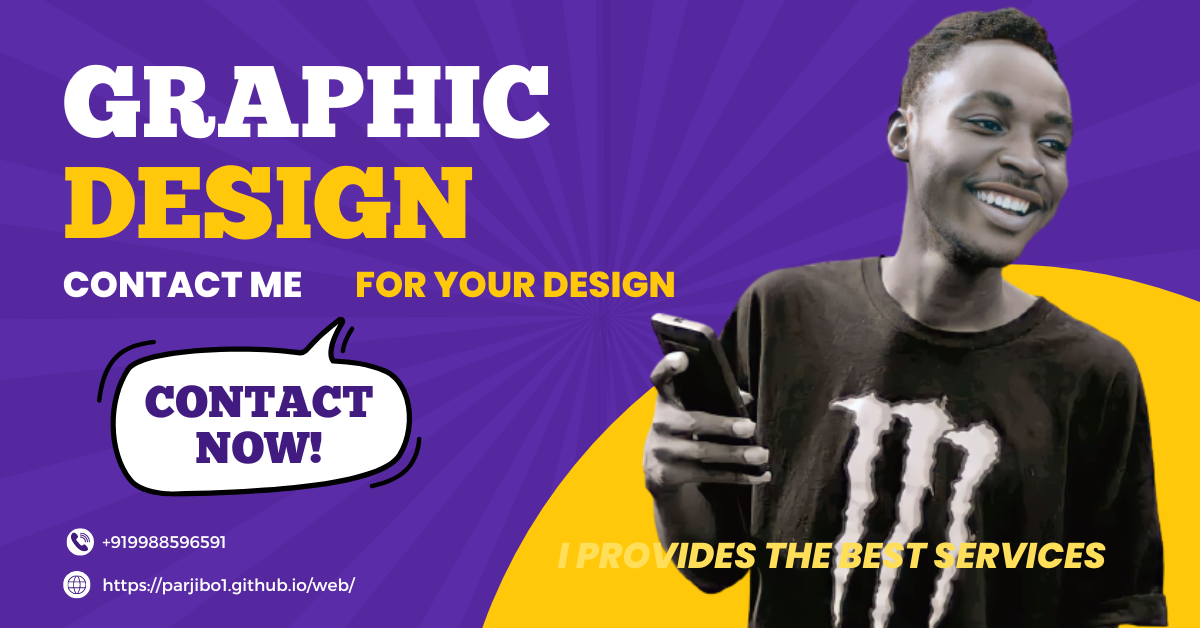 GRAPHIC
DESIGN
CONTACT ME FOR YOUR DESIGN
CONTACT
NOW!
+919988596591
https://parjibo1.github.io/web/
I PROVIDES THE BEST SERVICES